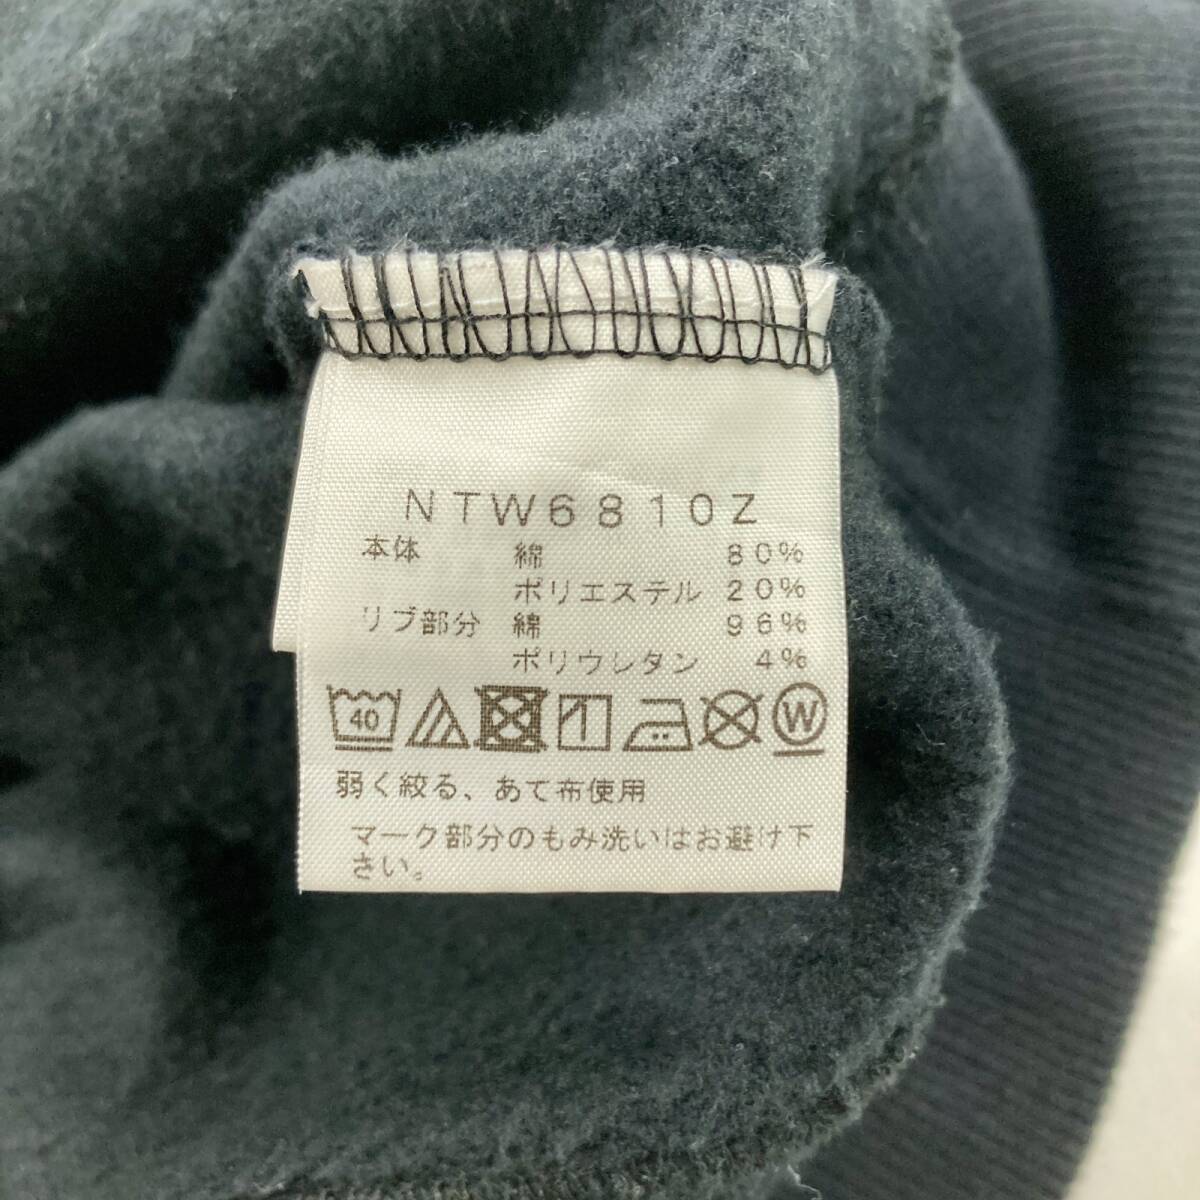 NTW6810Z
本体 綿 80%
ポリエステル 20%
リブ部分 綿 96%
ポリウレタン 4%
40 W
弱く絞る、あて布使用
マーク部分のもみ洗いはお避け下
さい。